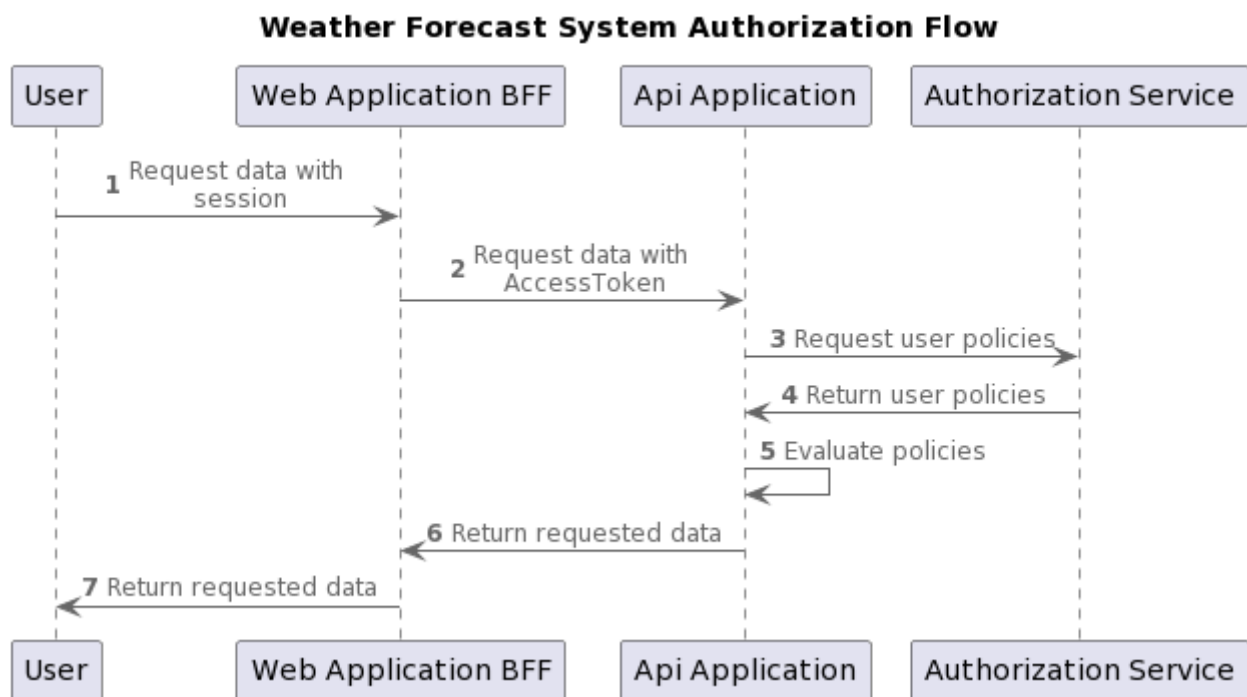 Weather Forecast System Authorization Flow
User
Web Application BFF
Api Application
Authorization Service
1 Request data with
session
2 Request data with
AccessToken
3 Request user policies
4 Return user policies
5 Evaluate policies
6 Return requested data
7 Return requested data
User
Web Application BFF
Api Application
Authorization Service